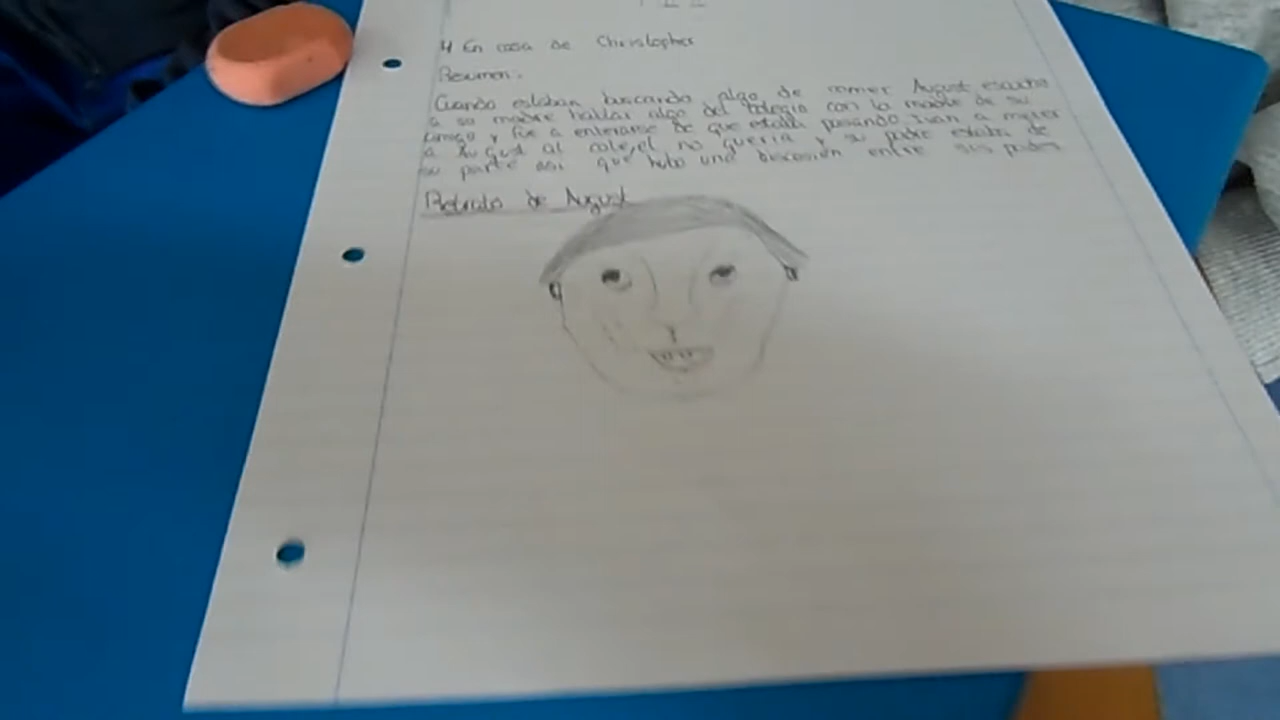 4 En casa de Christopher
Resumen.
Cuando estaban buscando algo de comer August escucho
a su madre hablar algo del colegio con la madre de su
amigo y fue a enterarse de que estaba pasando ivan a meter
a August al cole, el no queria y su padre estaba de
su parte asi que hubo una discusión entre sus padres
Retrato de August